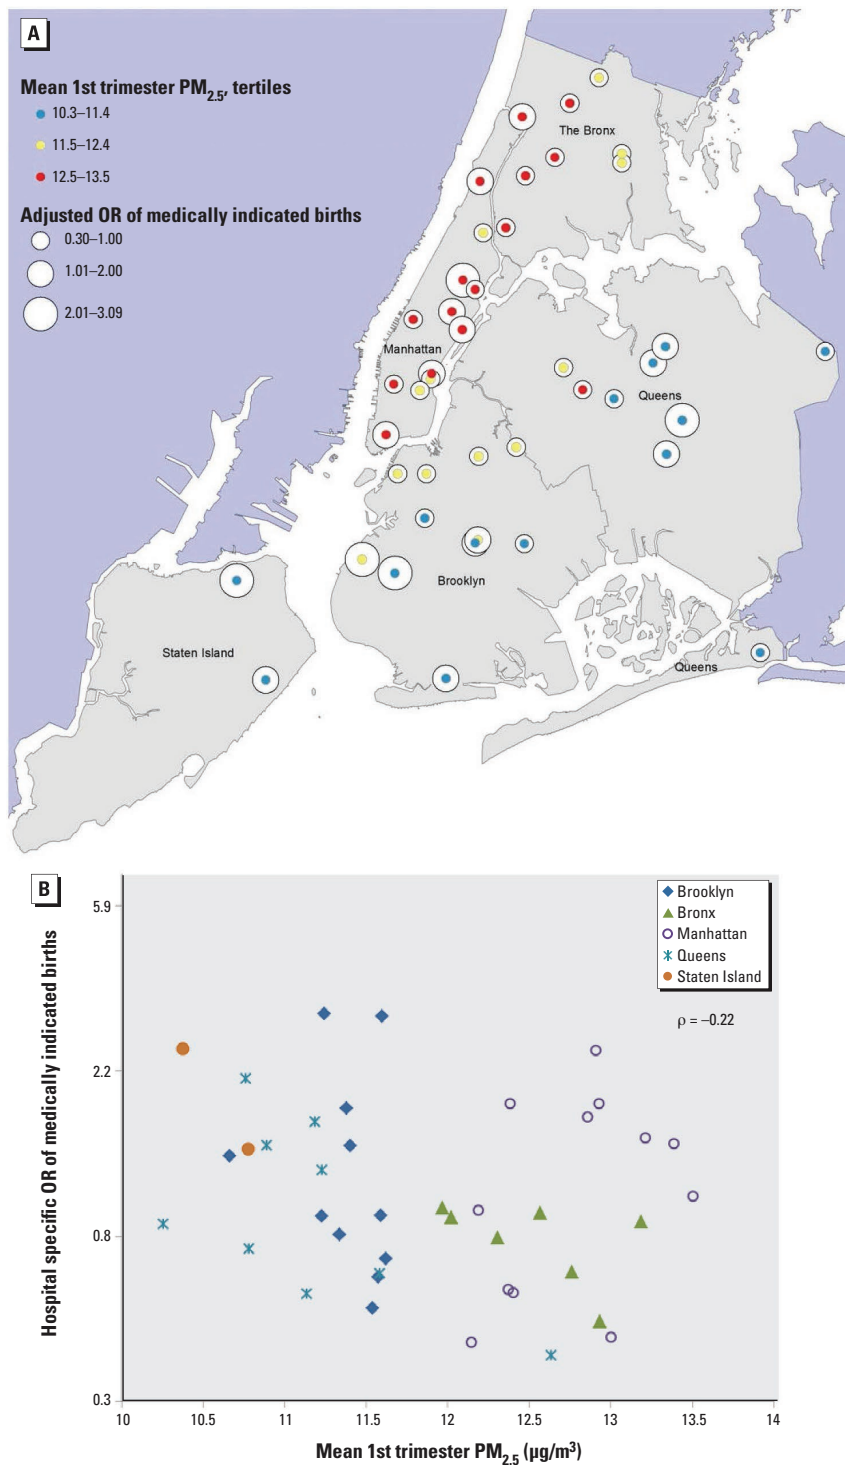 A
Mean 1st trimester PM2.5, tertiles
10.3–11.4
11.5–12.4
12.5–13.5
Adjusted OR of medically indicated births
0.30–1.00
1.01–2.00
2.01–3.09
The Bronx
Manhattan
Queens
Brooklyn
Staten Island
Queens
B
Brooklyn
Bronx
Manhattan
Queens
Staten Island
ρ = –0.22
Hospital specific OR of medically indicated births
5.9
2.2
0.8
0.3
10 10.5 11 11.5 12 12.5 13 13.5 14
Mean 1st trimester PM2.5 (μg/m³)